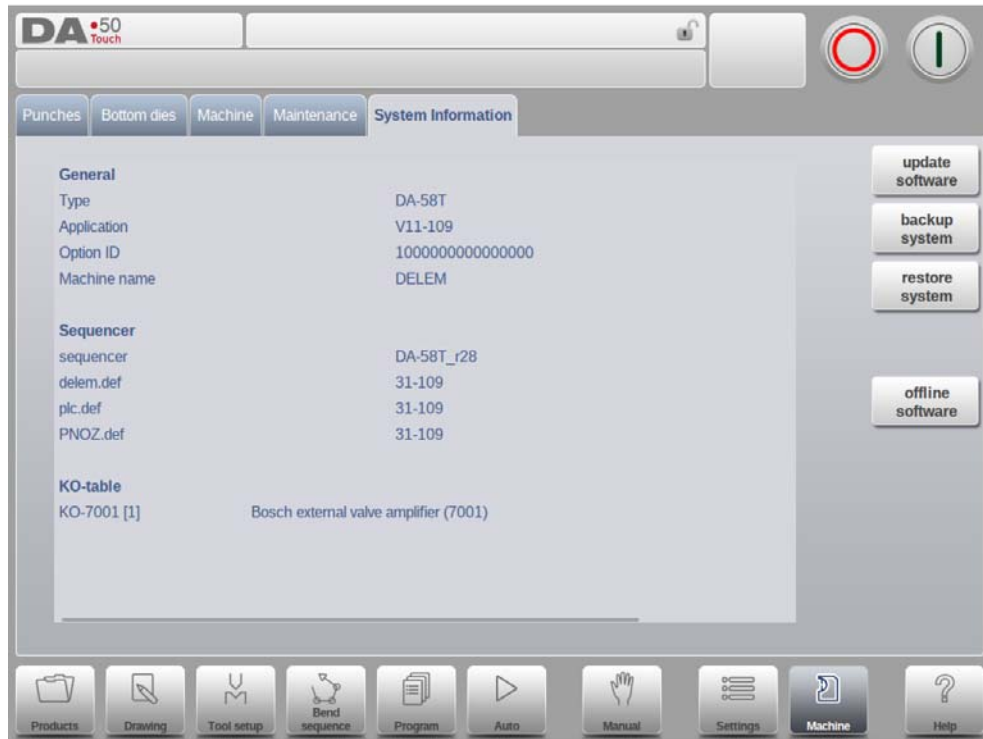 DA•50
Touch
Punches Bottom dies Machine Maintenance System Information
General
Type DA-58T
Application V11-109
Option ID 1000000000000000
Machine name DELEM
Sequencer
sequencer DA-58T_r28
delem.def 31-109
plc.def 31-109
PNOZ.def 31-109
KO-table
KO-7001 [1] Bosch external valve amplifier (7001)
update
software
backup
system
restore
system
offline
software
Products Drawing Tool setup Bend
sequence Program Auto Manual Settings Machine Help